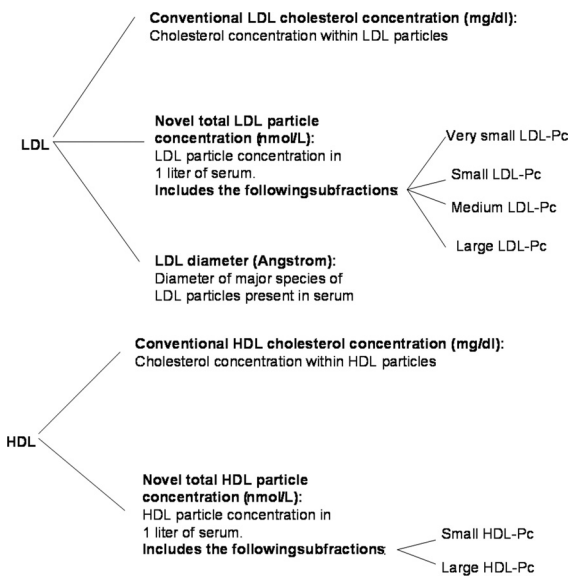 Conventional LDL cholesterol concentration (mg/dl):
Cholesterol concentration within LDL particles
LDL
Novel total LDL particle
concentration (nmol/L):
LDL particle concentration in
1 liter of serum.
Includes the followingsubfractions:
Very small LDL-Pc
Small LDL-Pc
Medium LDL-Pc
Large LDL-Pc
LDL diameter (Angstrom):
Diameter of major species of
LDL particles present in serum
Conventional HDL cholesterol concentration (mg/dl):
Cholesterol concentration within HDL particles
HDL
Novel total HDL particle
concentration (nmol/L):
HDL particle concentration in
1 liter of serum.
Includes the followingsubfractions:
Small HDL-Pc
Large HDL-Pc